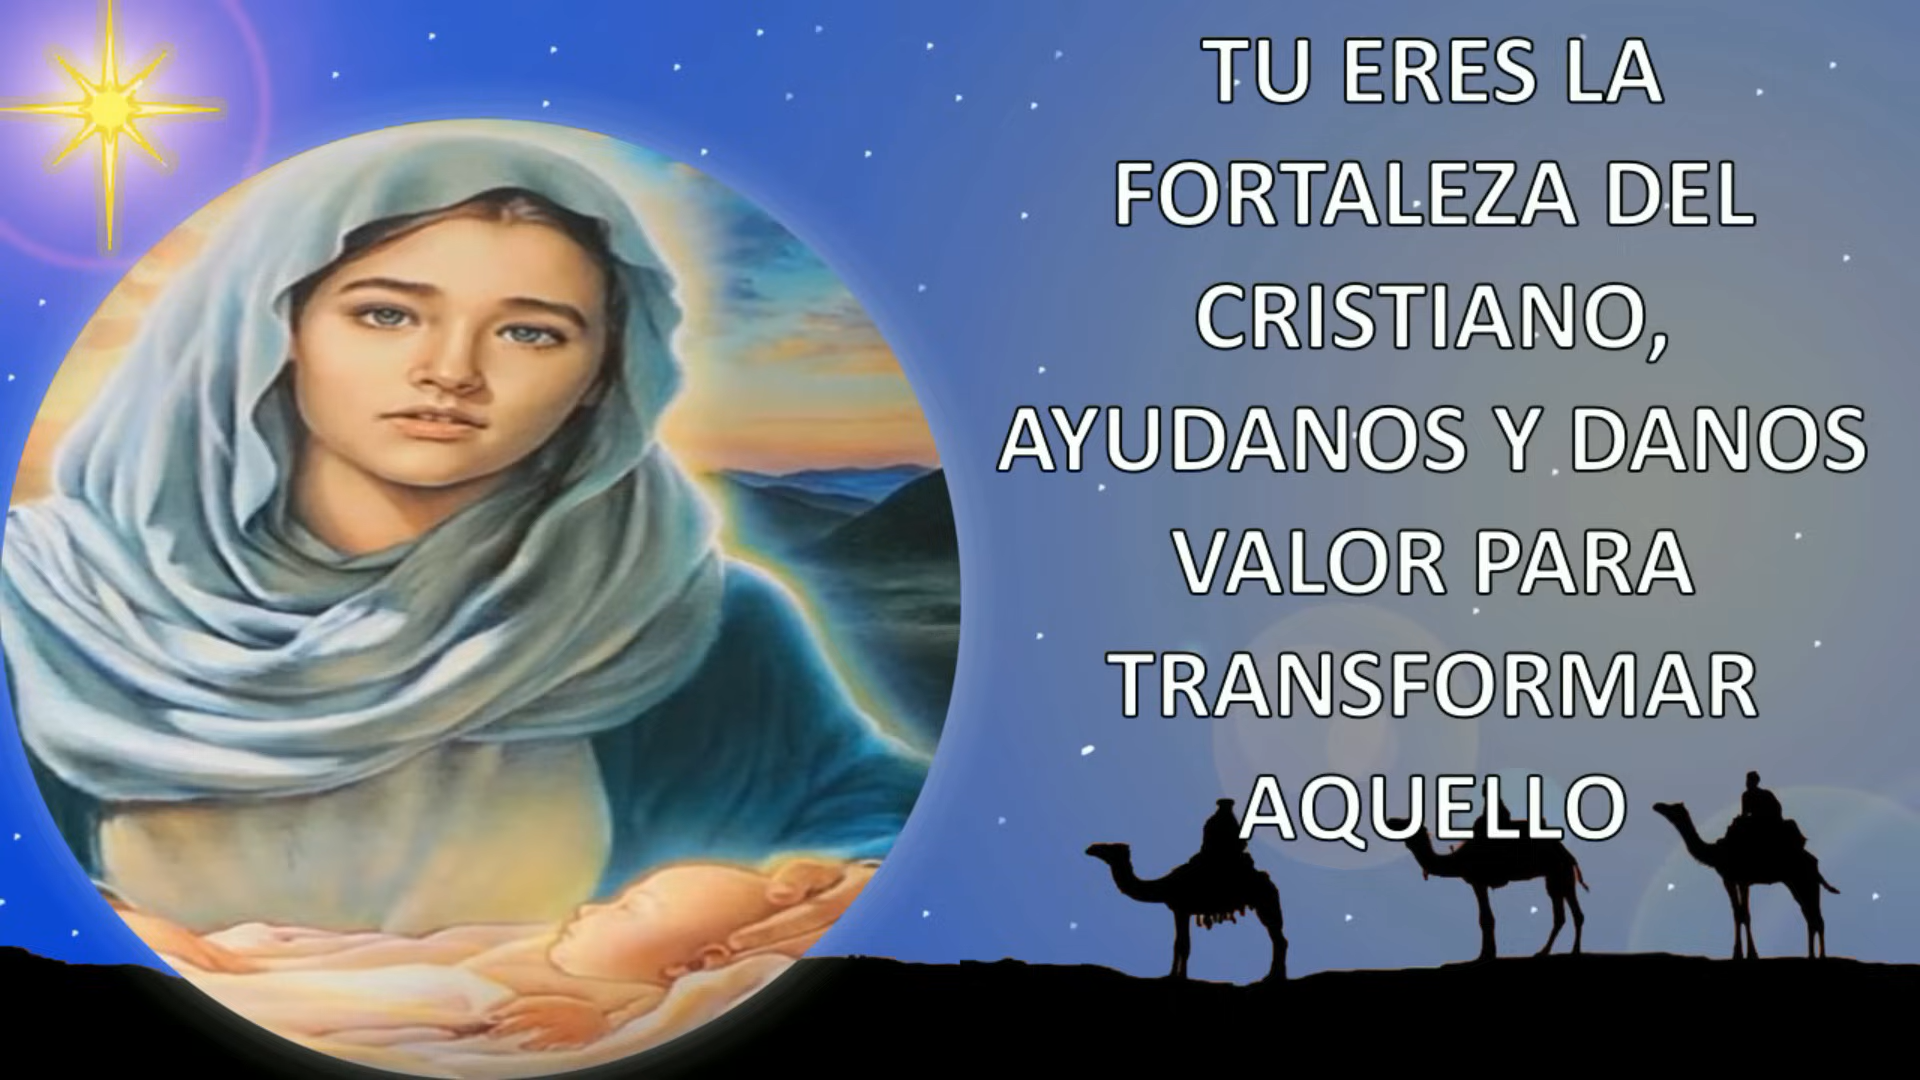 TU ERES LA
FORTALEZA DEL
CRISTIANO,
AYUDANOS Y DANOS
VALOR PARA
TRANSFORMAR
AQUELLO